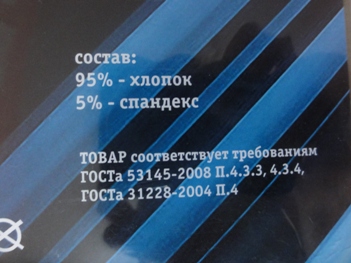 состав:
95% - хлопок
5% - спандекс
ТОВАР соответствует требованиям
ГОСТа 53145-2008 П.4.3.3, 4.3.4,
ГОСТа 31228-2004 П.4